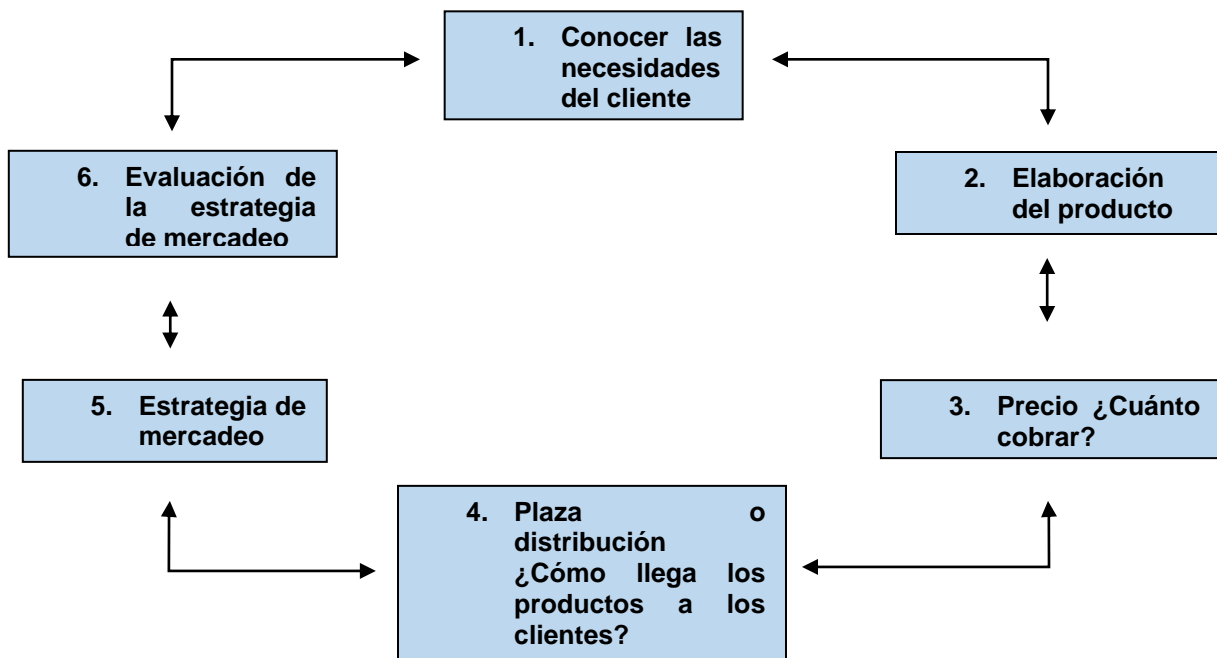 1. Conocer las
necesidades
del cliente
2. Elaboración
del producto
3. Precio ¿Cuánto
cobrar?
4. Plaza o
distribución
¿Cómo llega los
productos a los
clientes?
5. Estrategia de
mercadeo
6. Evaluación de
la estrategia
de mercadeo